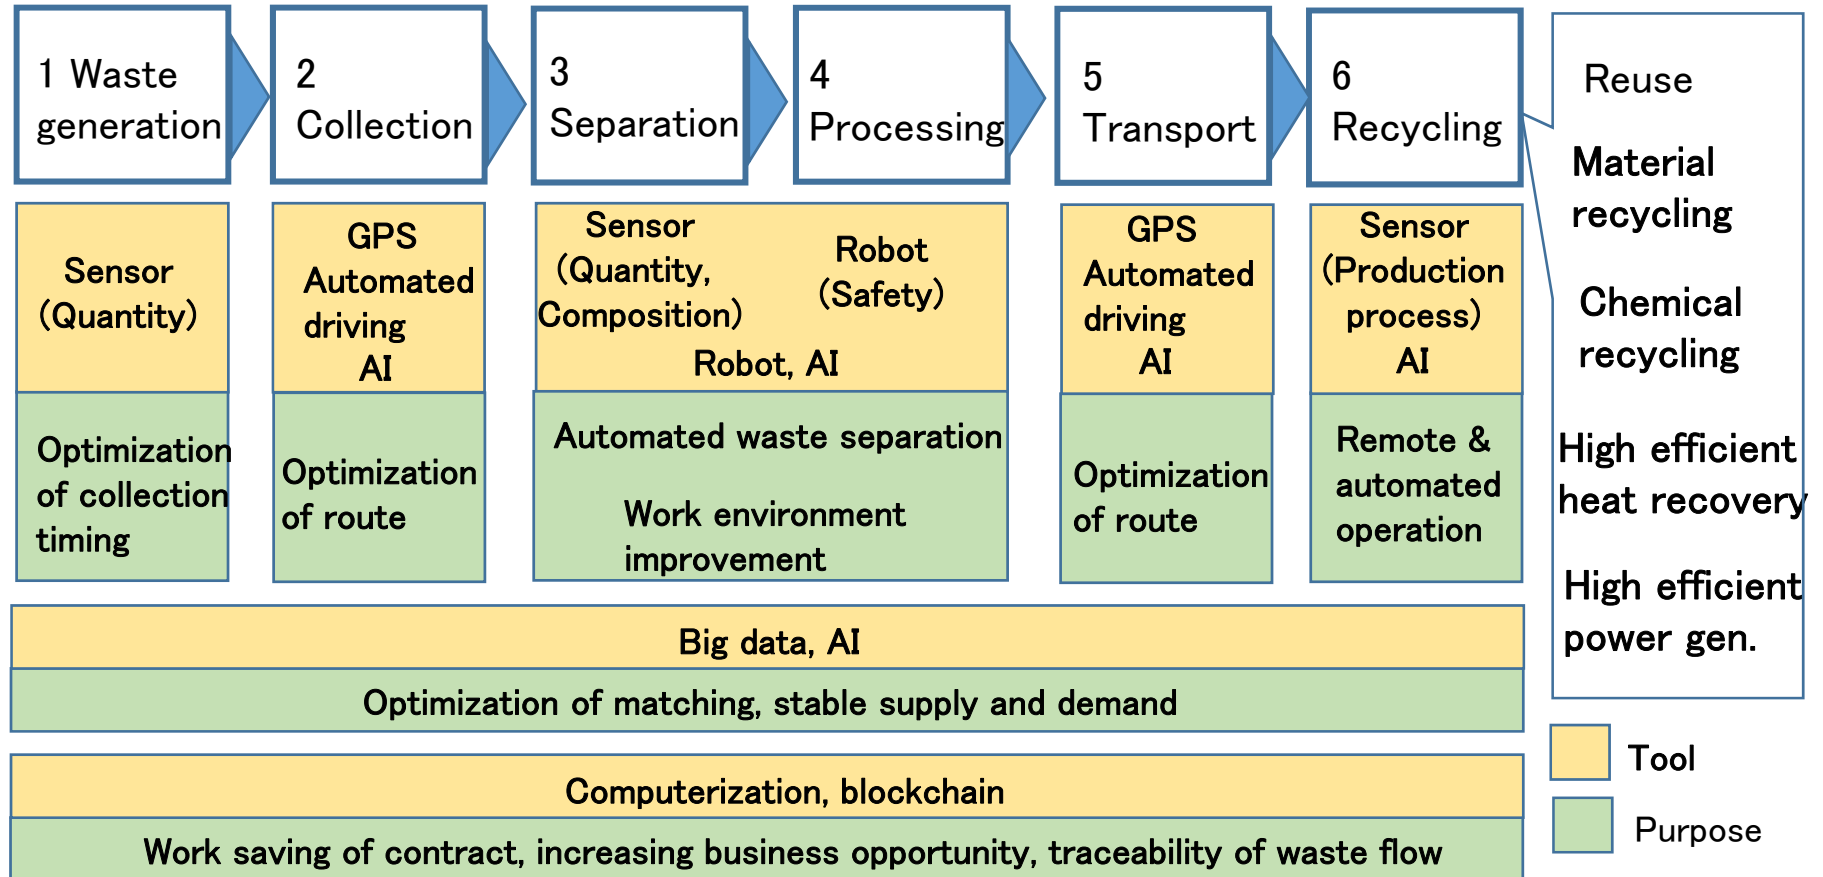 1 Waste
generation
2
Collection
3
Separation
4
Processing
5
Transport
6
Recycling
Reuse
Material
recycling
Chemical
recycling
High efficient
heat recovery
High efficient
power gen.
Sensor
(Quantity)
GPS
Automated
driving
AI
Sensor
(Quantity,
Composition)
Robot
(Safety)
Robot, AI
GPS
Automated
driving
AI
Sensor
(Production
process)
AI
Optimization
of collection
timing
Optimization
of route
Automated waste separation
Work environment
improvement
Optimization
of route
Remote &
automated
operation
Big data, AI
Optimization of matching, stable supply and demand
Computerization, blockchain
Work saving of contract, increasing business opportunity, traceability of waste flow
Tool
Purpose